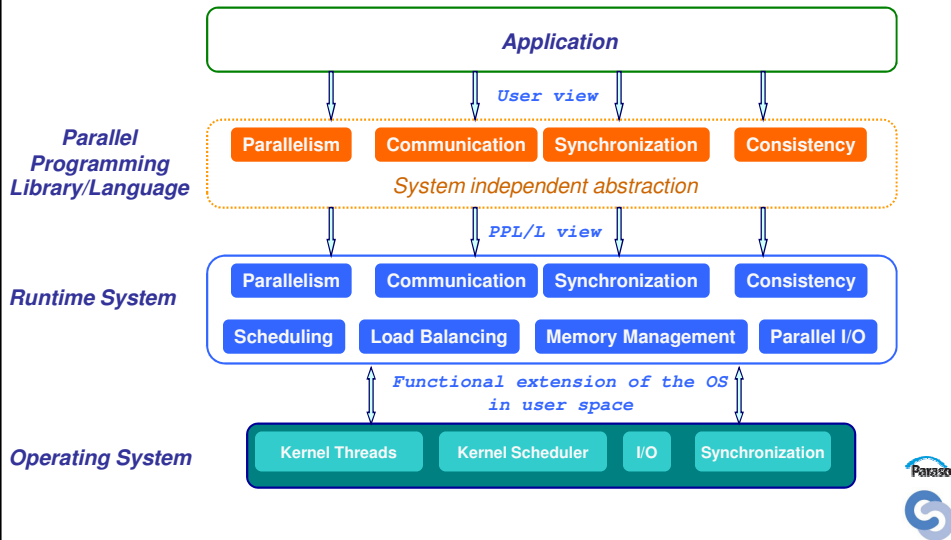 Application
User view
Parallel
Programming
Library/Language
Parallelism
Communication
Synchronization
Consistency
System independent abstraction
PPL/L view
Runtime System
Parallelism
Communication
Synchronization
Consistency
Scheduling
Load Balancing
Memory Management
Parallel I/O
Functional extension of the OS
in user space
Operating System
Kernel Threads
Kernel Scheduler
I/O
Synchronization